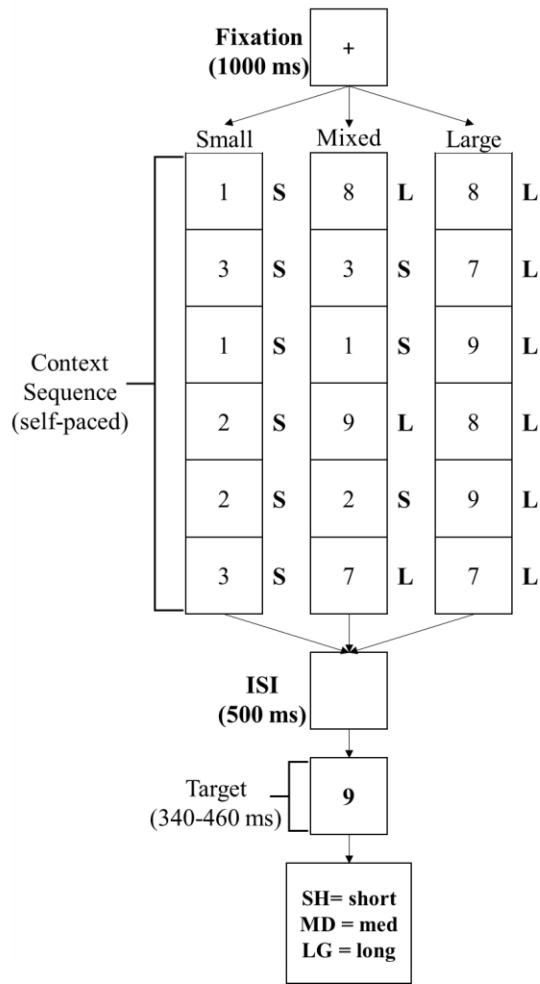 Fixation
(1000 ms)
+
Small Mixed Large
1 S 8 L 8 L
3 S 3 S 7 L
1 S 1 S 9 L
Context
Sequence
(self-paced)
2 S 9 L 8 L
2 S 2 S 9 L
3 S 7 L 7 L
ISI
(500 ms)
Target
(340-460 ms)
9
SH= short
MD = med
LG = long